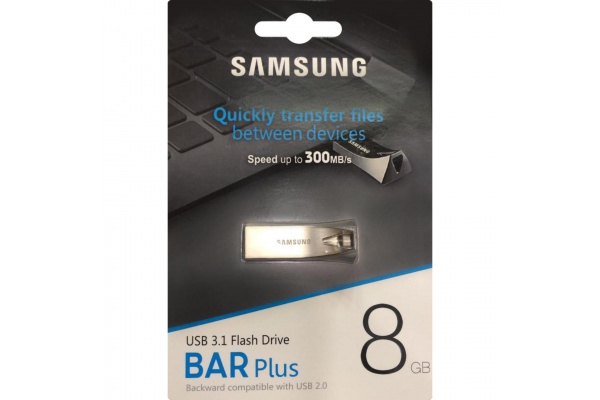 SAMSUNG
Quickly transfer files
between devices
Speed up to 300MB/s
SAMSUNG
SAMSUNG
USB 3.1 Flash Drive
BAR Plus
Backward compatible with USB 2.0
8 GB